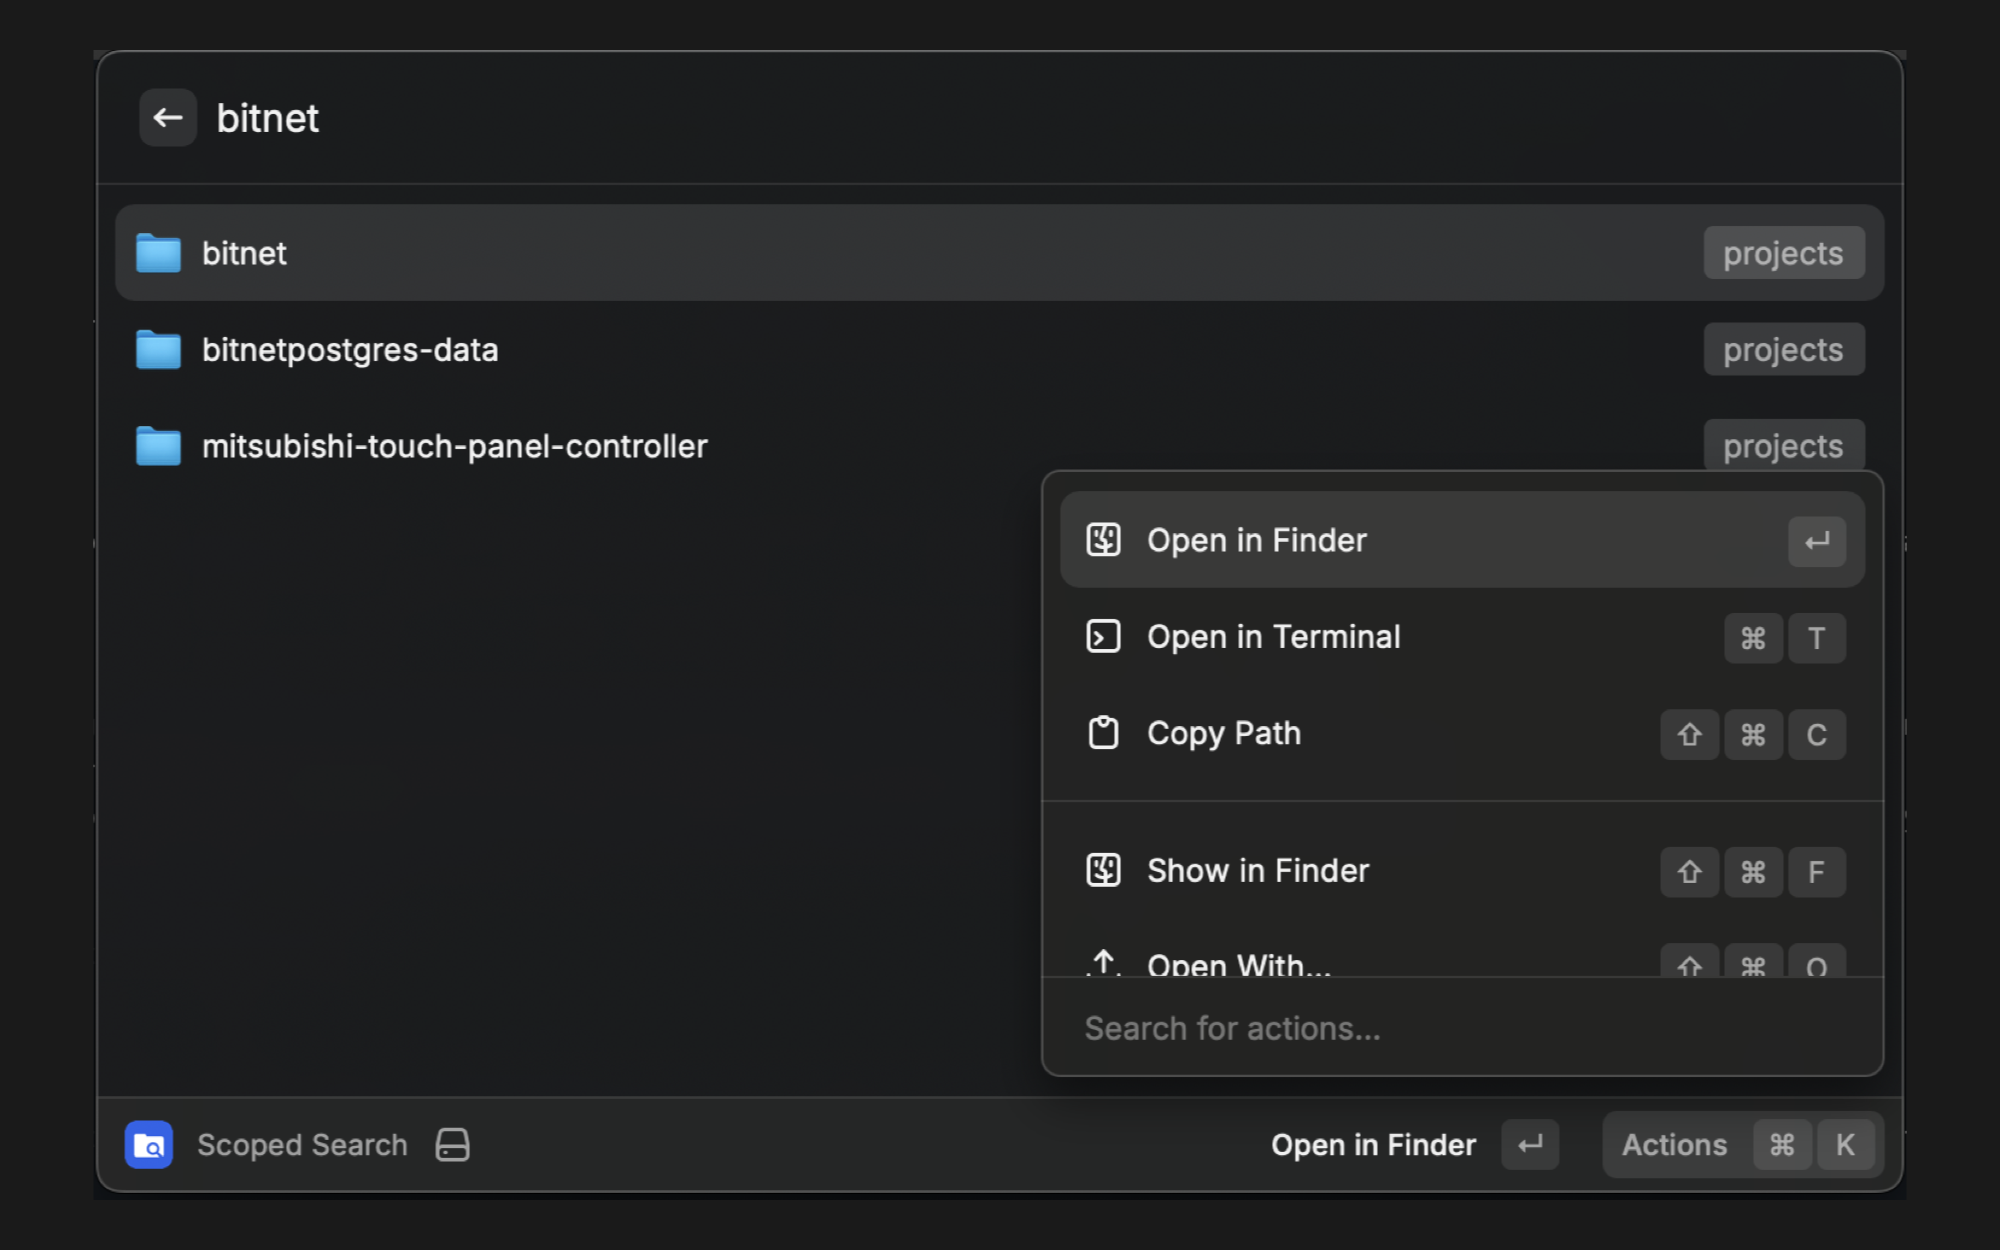 bitnet
bitnet projects
bitnetpostgres-data projects
mitsubishi-touch-panel-controller projects
Open in Finder ↵
Open in Terminal ⌘ T
Copy Path ⇧ ⌘ C
Show in Finder ⇧ ⌘ F
Open With... ⇧ ⌘ O
Search for actions...
Scoped Search Open in Finder ↵ Actions ⌘ K